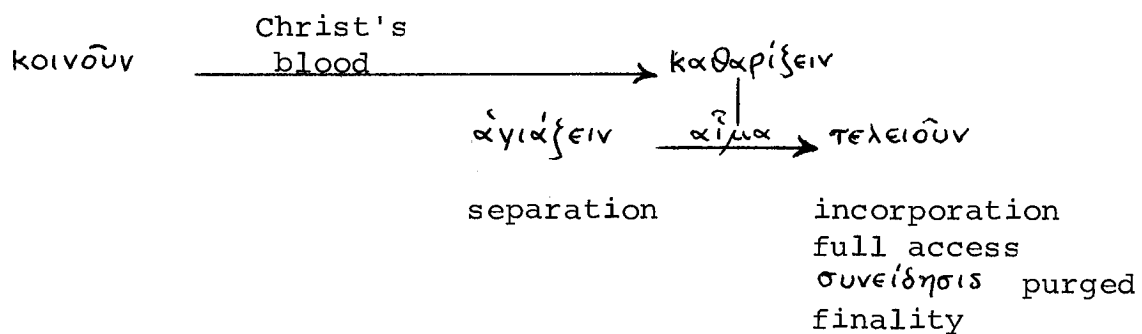 Christ's
κοινοῦν blood καθαρίζειν
ἁγιάζειν αἷμα τελειοῦν
separation incorporation
full access
συνείδησις purged
finality